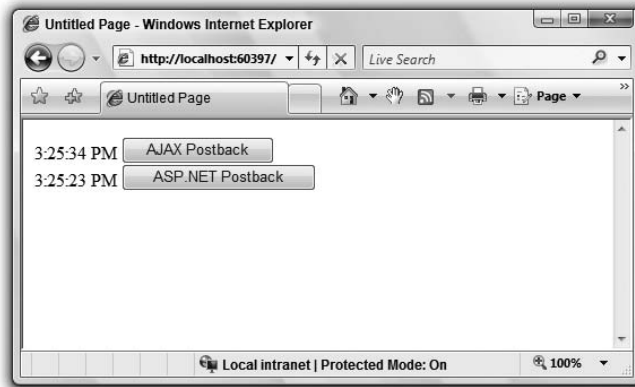 Untitled Page - Windows Internet Explorer
http://localhost:60397/ Live Search
Untitled Page Page
3:25:34 PM AJAX Postback
3:25:23 PM ASP.NET Postback
Local intranet | Protected Mode: On 100%